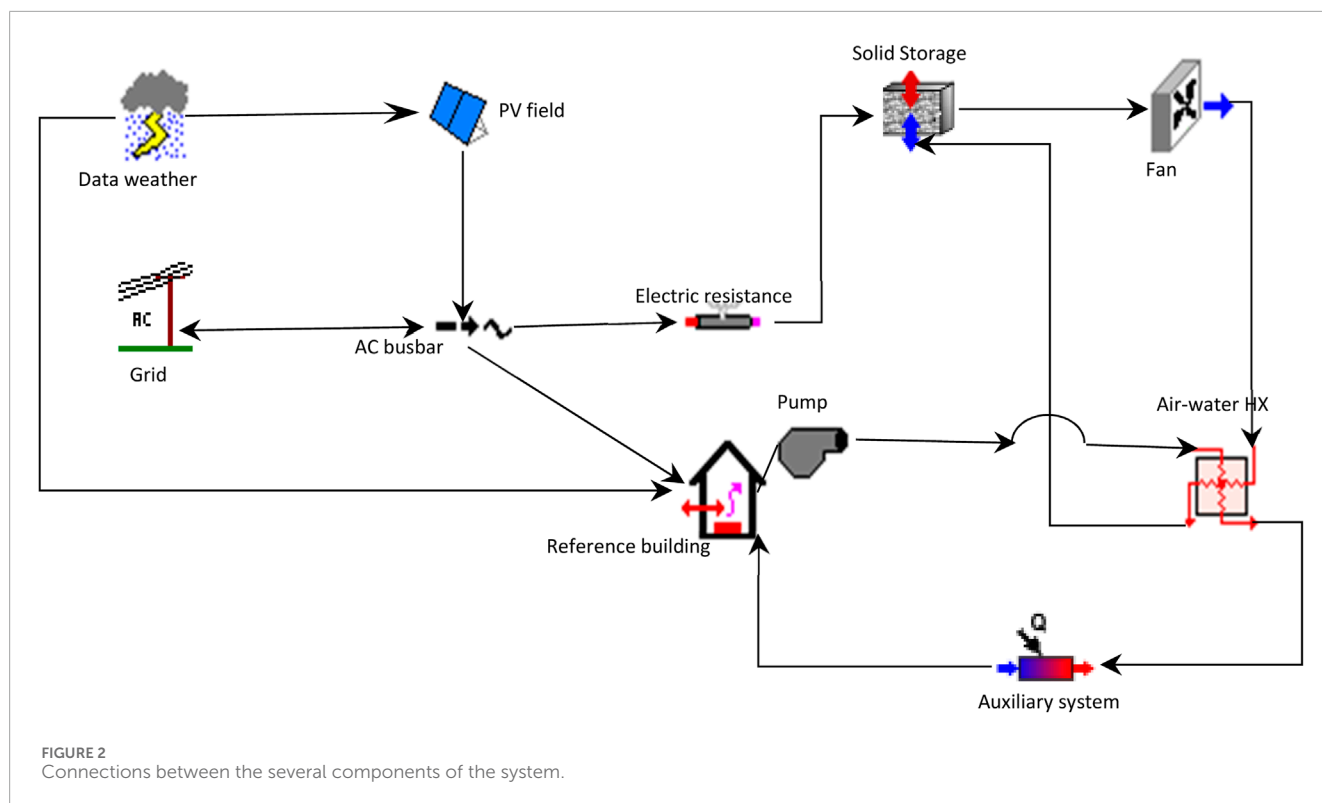 Solid Storage
PV field
Data weather
Fan
Electric resistance
AC
AC busbar
Grid
Pump
Air-water HX
Reference building
Q
Auxiliary system
FIGURE 2
Connections between the several components of the system.